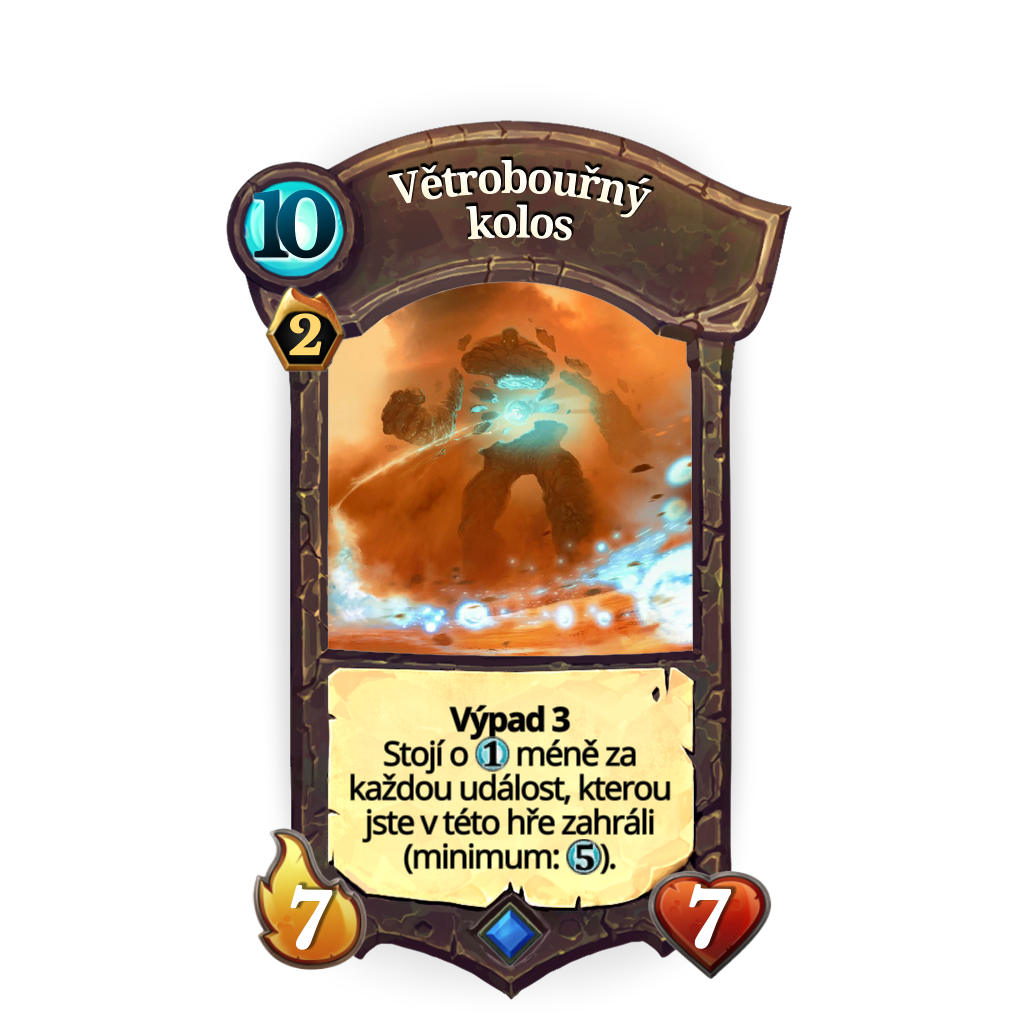 Větrobouřný
kolos
10
2
Výpad 3
Stojí o 1 méně za
každou událost, kterou
jste v této hře zahráli
(minimum: 5).
7
7